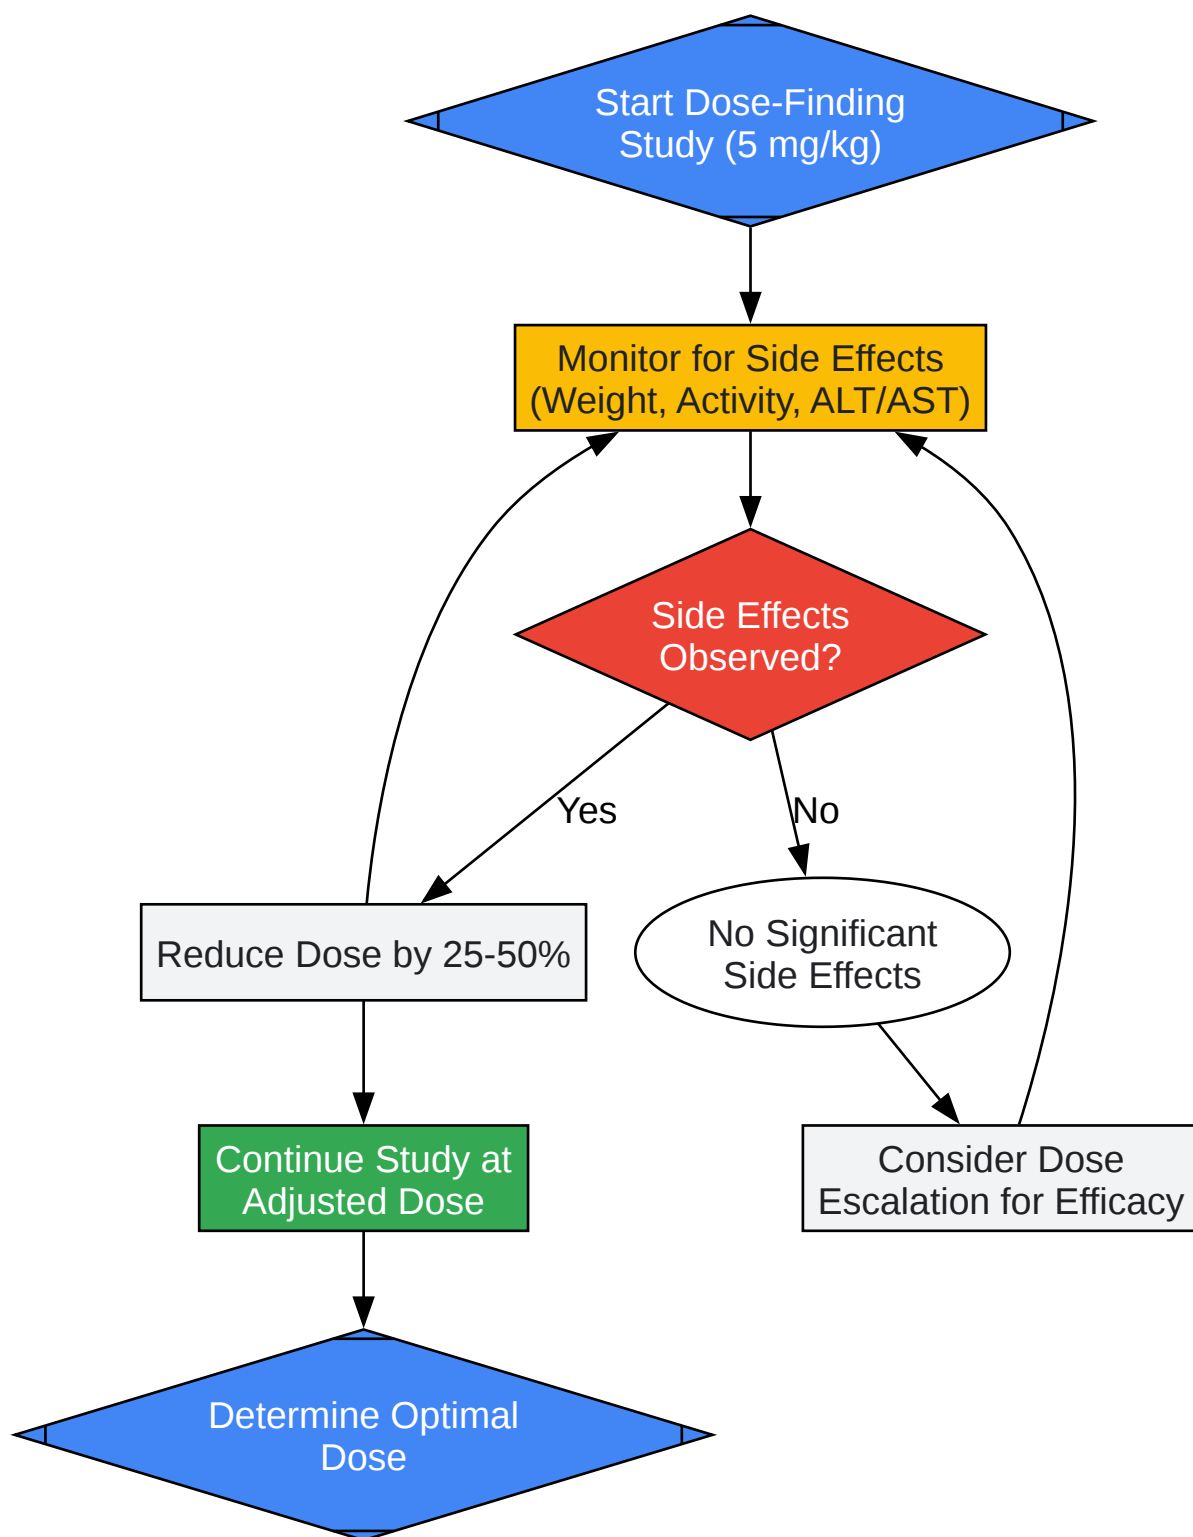 Start Dose-Finding
Study (5 mg/kg)
Monitor for Side Effects
(Weight, Activity, ALT/AST)
Side Effects
Observed?
Yes
No
Reduce Dose by 25-50%
No Significant
Side Effects
Continue Study at
Adjusted Dose
Consider Dose
Escalation for Efficacy
Determine Optimal
Dose